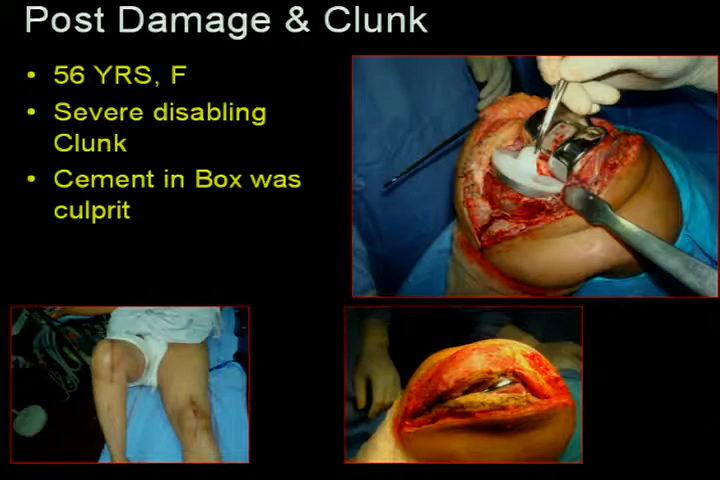 Post Damage & Clunk
• 56 YRS, F
• Severe disabling
Clunk
• Cement in Box was
culprit